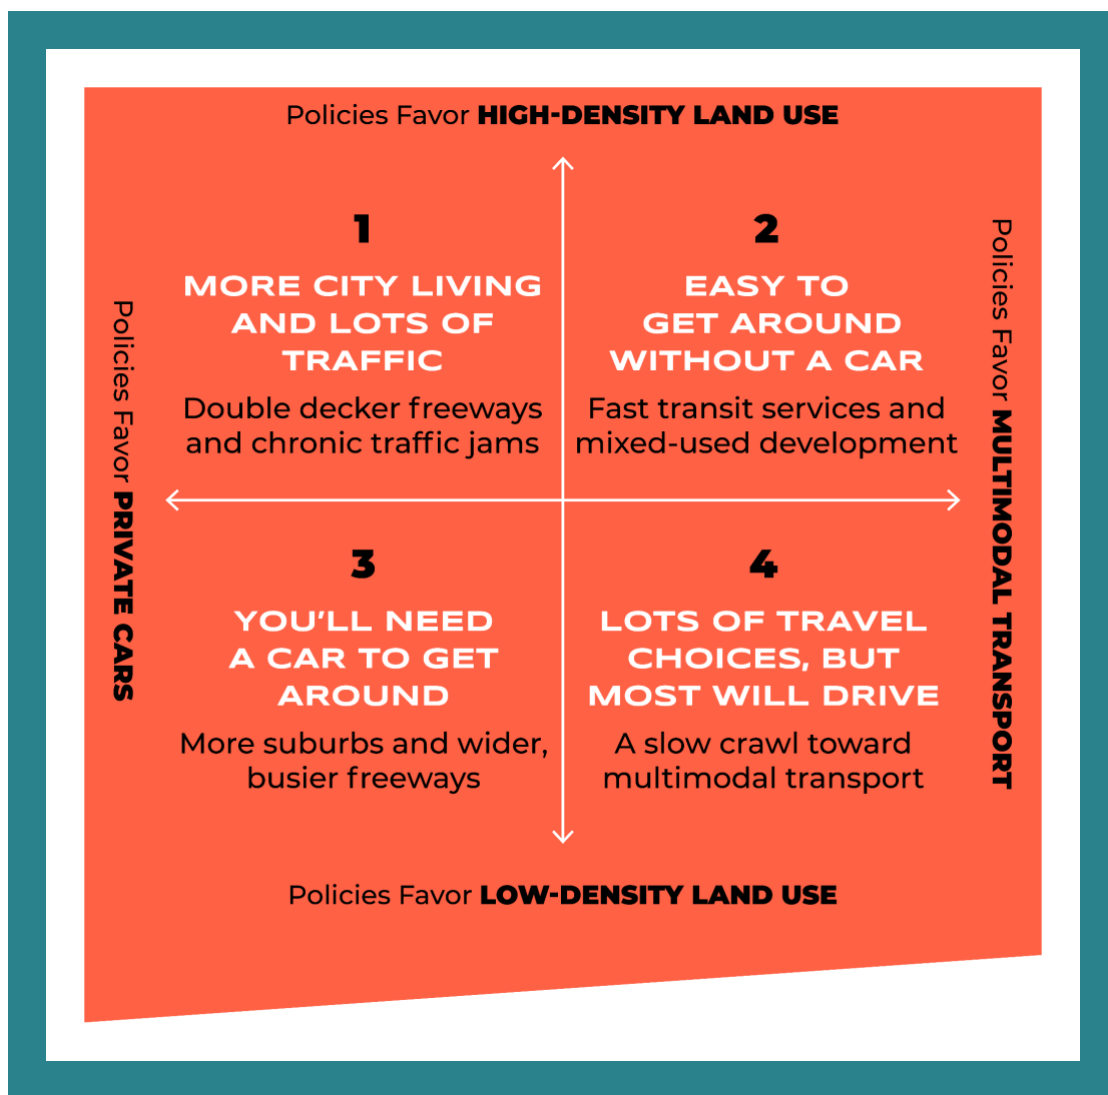 Policies Favor HIGH-DENSITY LAND USE
1
MORE CITY LIVING
AND LOTS OF
TRAFFIC
Double decker freeways
and chronic traffic jams
2
EASY TO
GET AROUND
WITHOUT A CAR
Fast transit services and
mixed-used development
Policies Favor PRIVATE CARS
Policies Favor MULTIMODAL TRANSPORT
3
YOU'LL NEED
A CAR TO GET
AROUND
More suburbs and wider,
busier freeways
4
LOTS OF TRAVEL
CHOICES, BUT
MOST WILL DRIVE
A slow crawl toward
multimodal transport
Policies Favor LOW-DENSITY LAND USE